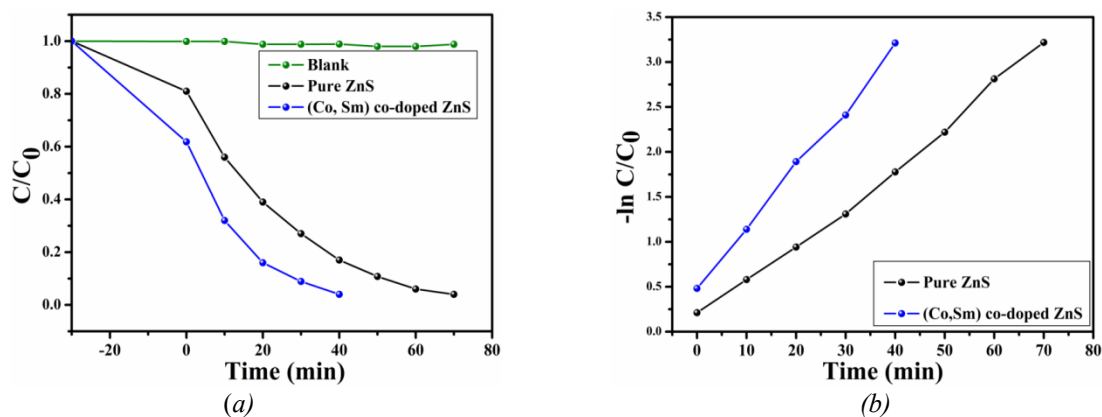 1.0
0.8
0.6
0.4
0.2
0.0
C/C0
Blank
Pure ZnS
(Co, Sm) co-doped ZnS
-20 0 20 40 60 80
Time (min)
(a)
3.5
3.0
2.5
2.0
1.5
1.0
0.5
0.0
-ln C/C0
Pure ZnS
(Co,Sm) co-doped ZnS
0 10 20 30 40 50 60 70 80
Time (min)
(b)